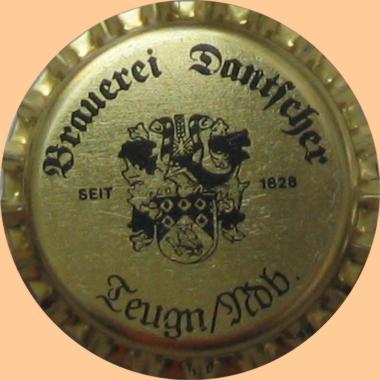 Brauerei Dantscher
SEIT 1828
Teugn/Ndb.